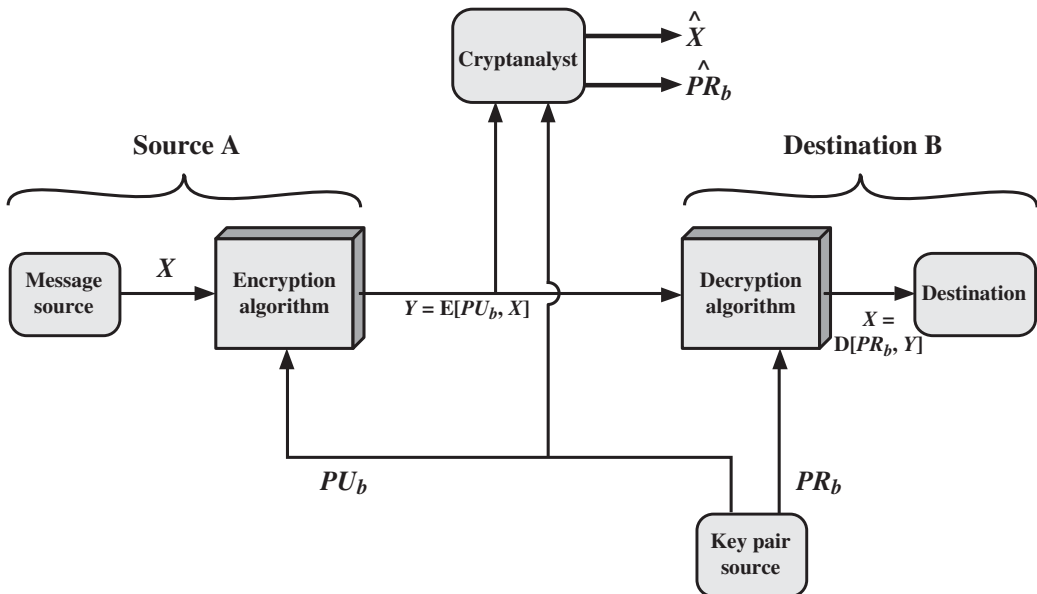 Cryptanalyst
X̂
P̂R_b
Source A
Destination B
Message
source
X
Encryption
algorithm
Y = E[PU_b, X]
Decryption
algorithm
X =
D[PR_b, Y]
Destination
PU_b
PR_b
Key pair
source